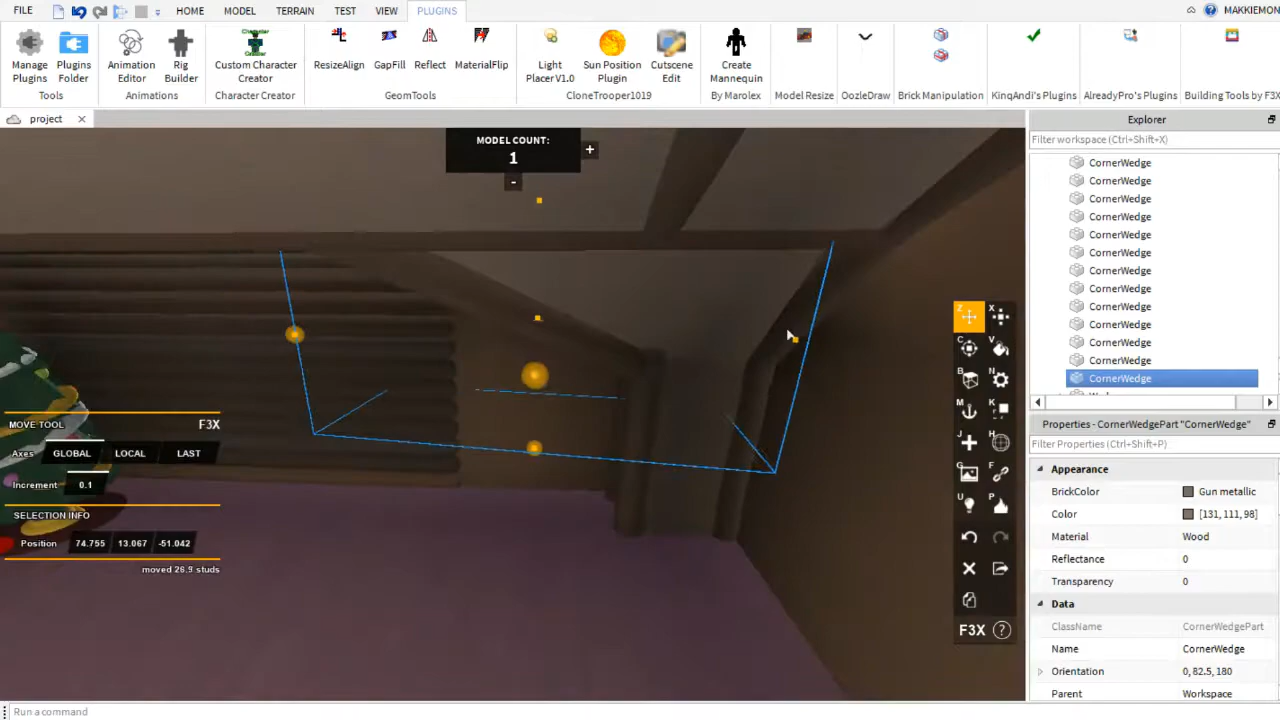 FILE HOME MODEL TERRAIN TEST VIEW PLUGINS MAKKIEMON
Manage Plugins
Plugins Folder
Animation Editor
Rig Builder
Custom Character Creator
ResizeAlign
GapFill
Reflect
MaterialFlip
Light Placer V1.0
Sun Position Plugin
Cutscene Edit
Create Mannequin
Tools Animations Character Creator GeomTools CloneTrooper1019 By Marolex Model Resize OozleDraw Brick Manipulation KinqAndi's Plugins AlreadyPro's Plugins Building Tools by F3X
project
Explorer
Filter workspace (Ctrl+Shift+X)
MODEL COUNT:
1
+
-
CornerWedge
CornerWedge
CornerWedge
CornerWedge
CornerWedge
CornerWedge
CornerWedge
CornerWedge
CornerWedge
CornerWedge
CornerWedge
CornerWedge
CornerWedge
Properties - CornerWedgePart "CornerWedge"
Filter Properties (Ctrl+Shift+P)
Appearance
BrickColor Gun metallic
Color [131, 111, 98]
Material Wood
Reflectance 0
Transparency 0
Data
ClassName CornerWedgePart
Name CornerWedge
Orientation 0, 82.5, 180
Parent Workspace
MOVE TOOL F3X
Axes GLOBAL LOCAL LAST
Increment 0.1
SELECTION INFO
Position 74.755 13.067 -51.042
moved 26.9 studs
Z X
C V
B N
M K
J H
G F
U P
F3X ?
Run a command